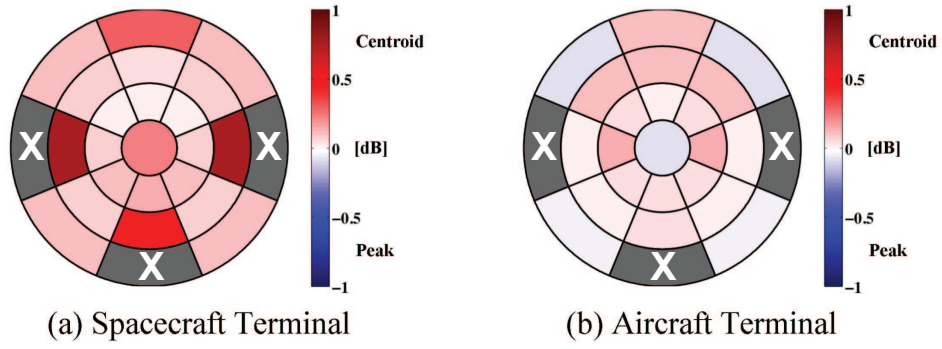 1
Centroid
0.5
X
X
0
[dB]
−0.5
X
Peak
−1
(a) Spacecraft Terminal
1
Centroid
0.5
X
X
0
[dB]
−0.5
X
Peak
−1
(b) Aircraft Terminal